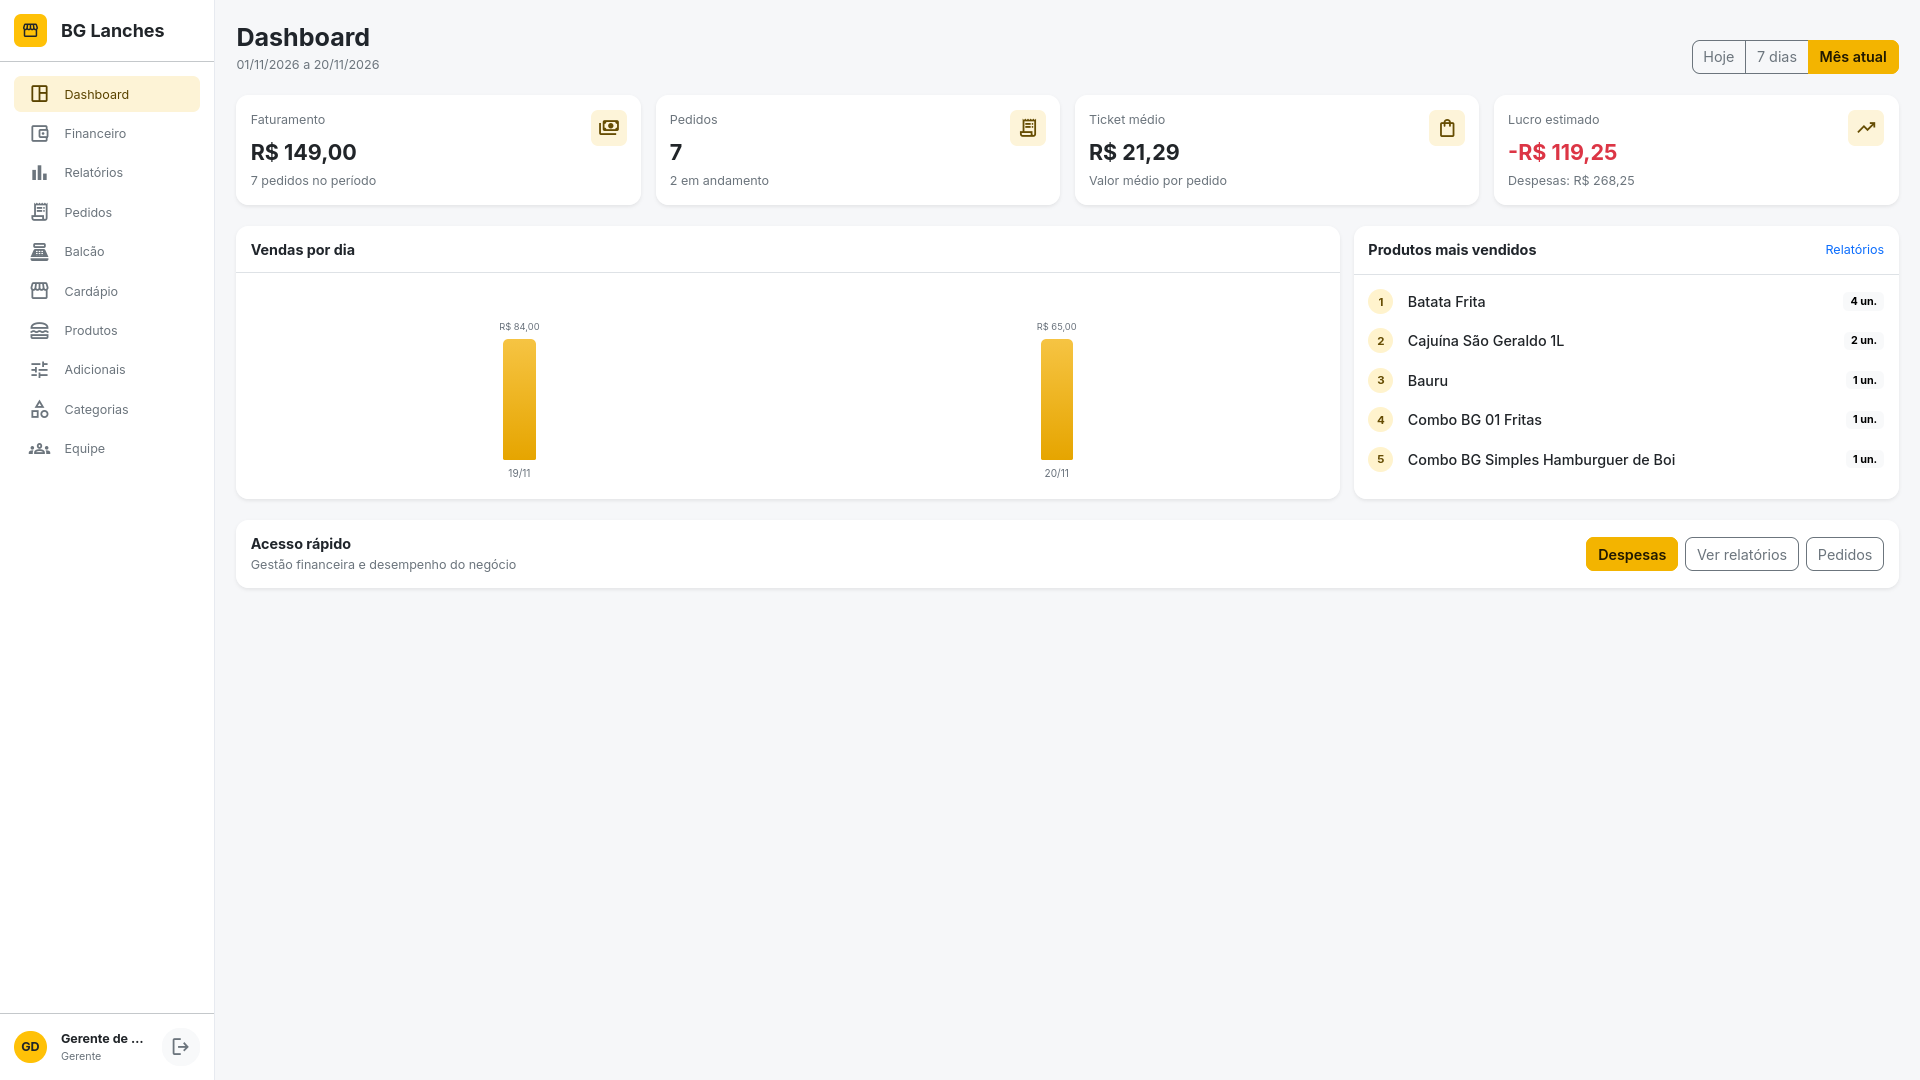 BG Lanches
Dashboard
Financeiro
Relatórios
Pedidos
Balcão
Cardápio
Produtos
Adicionais
Categorias
Equipe
GD
Gerente de ...
Gerente
Dashboard
01/11/2026 a 20/11/2026
Hoje
7 dias
Mês atual
Faturamento
R$ 149,00
7 pedidos no período
Pedidos
7
2 em andamento
Ticket médio
R$ 21,29
Valor médio por pedido
Lucro estimado
-R$ 119,25
Despesas: R$ 268,25
Vendas por dia
R$ 84,00
19/11
R$ 65,00
20/11
Produtos mais vendidos
Relatórios
1 Batata Frita 4 un.
2 Cajuína São Geraldo 1L 2 un.
3 Bauru 1 un.
4 Combo BG 01 Fritas 1 un.
5 Combo BG Simples Hamburguer de Boi 1 un.
Acesso rápido
Gestão financeira e desempenho do negócio
Despesas
Ver relatórios
Pedidos